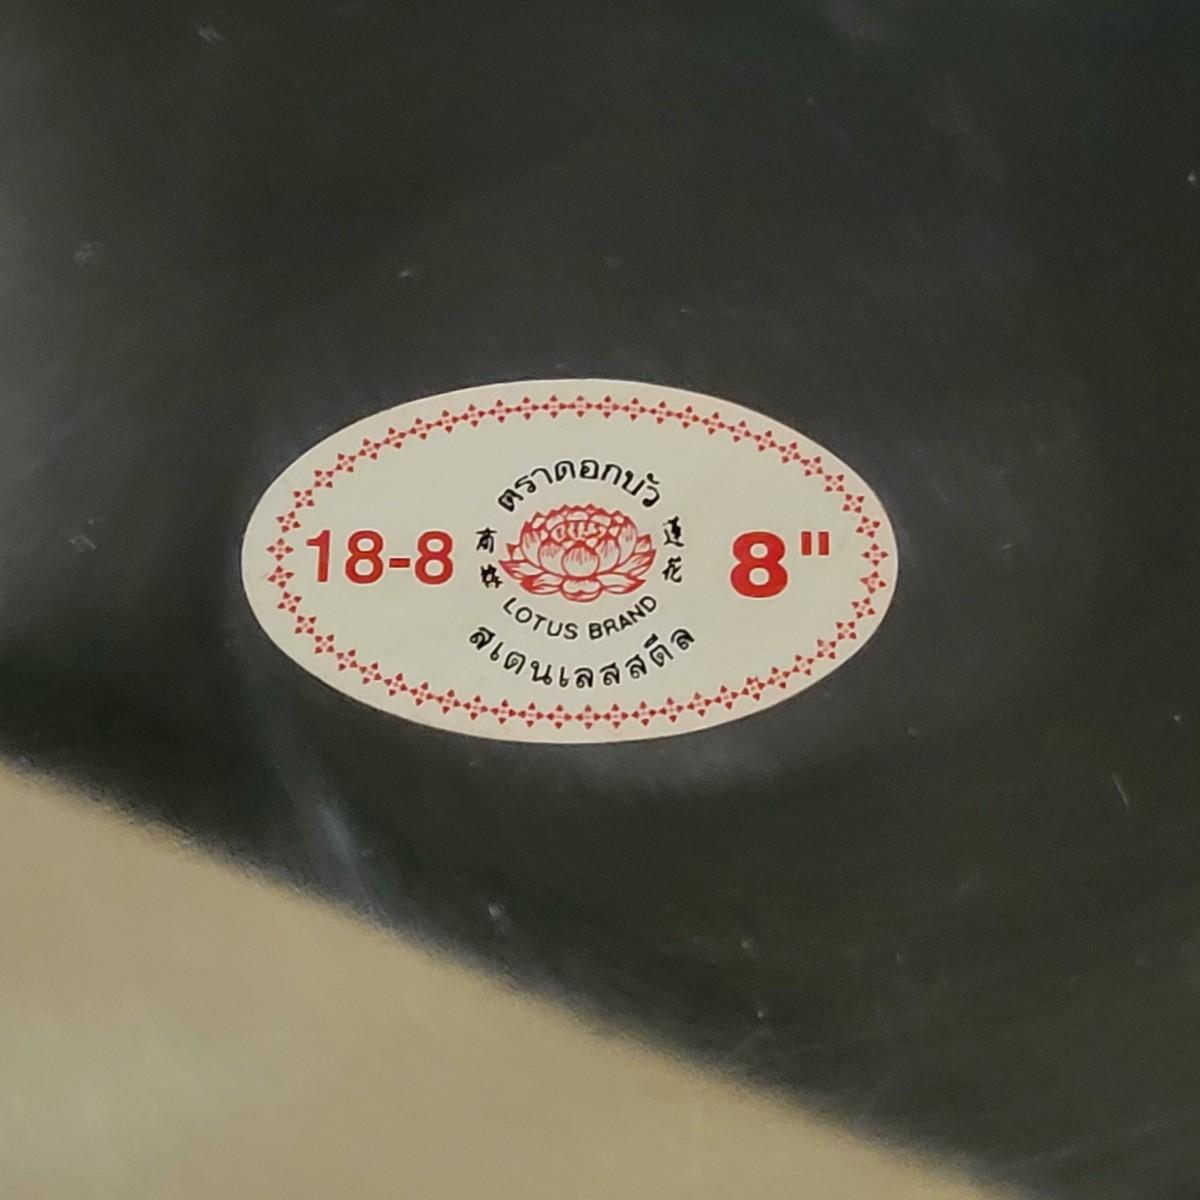 ตราดอกบัว
18-8
商標
蓮花
8"
LOTUS BRAND
สเตนเลสสตีล